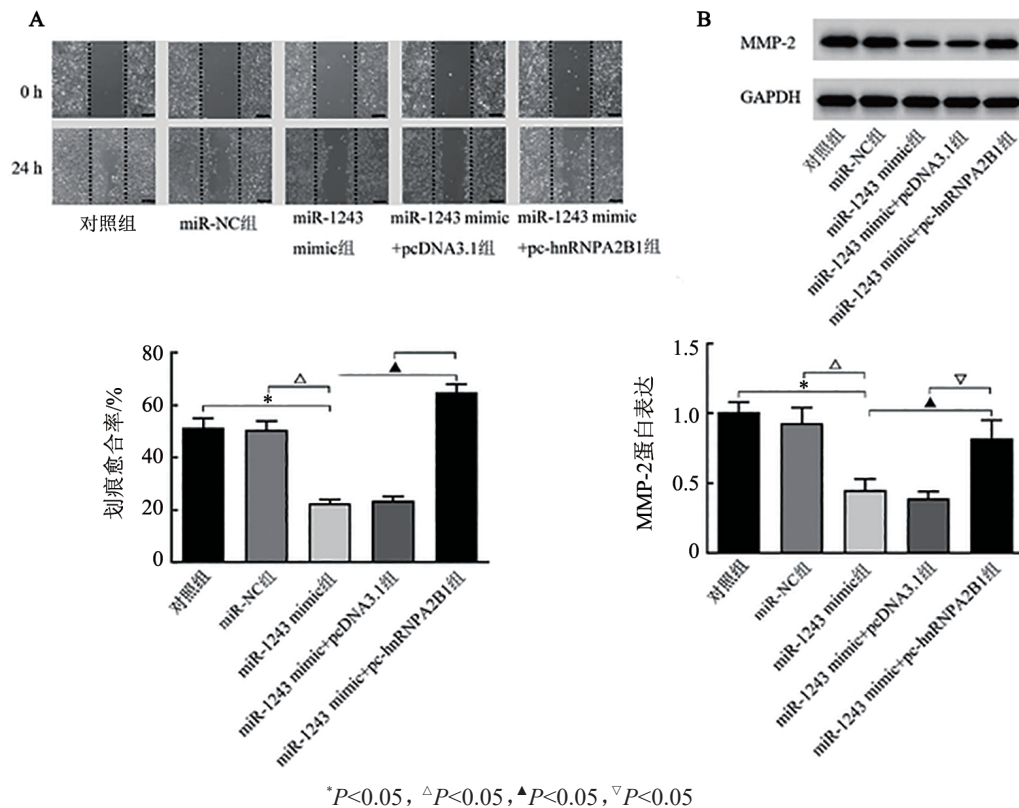 A
B
0 h
24 h
对照组
miR-NC组
miR-1243
mimic组
miR-1243 mimic
+pcDNA3.1组
miR-1243 mimic
+pc-hnRNPA2B1组
MMP-2
GAPDH
对照组
miR-NC组
miR-1243 mimic组
miR-1243 mimic+pcDNA3.1组
miR-1243 mimic+pc-hnRNPA2B1组
划痕愈合率/%
80
60
40
20
0
*
△
▲
对照组
miR-NC组
miR-1243 mimic组
miR-1243 mimic+pcDNA3.1组
miR-1243 mimic+pc-hnRNPA2B1组
MMP-2蛋白表达
1.5
1.0
0.5
0
*
△
▲
▽
对照组
miR-NC组
miR-1243 mimic组
miR-1243 mimic+pcDNA3.1组
miR-1243 mimic+pc-hnRNPA2B1组
*P<0.05，△P<0.05,▲P<0.05，▽P<0.05